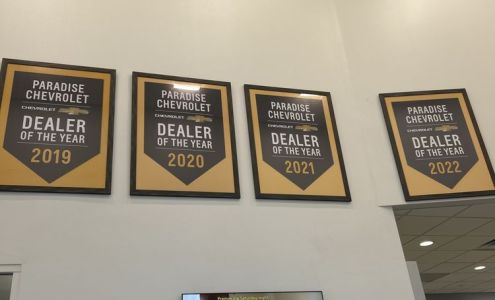 PARADISE
CHEVROLET
CHEVROLET
DEALER
OF THE YEAR
2019
PARADISE
CHEVROLET
CHEVROLET
DEALER
OF THE YEAR
2020
PARADISE
CHEVROLET
CHEVROLET
DEALER
OF THE YEAR
2021
PARADISE
CHEVROLET
CHEVROLET
DEALER
OF THE YEAR
2022